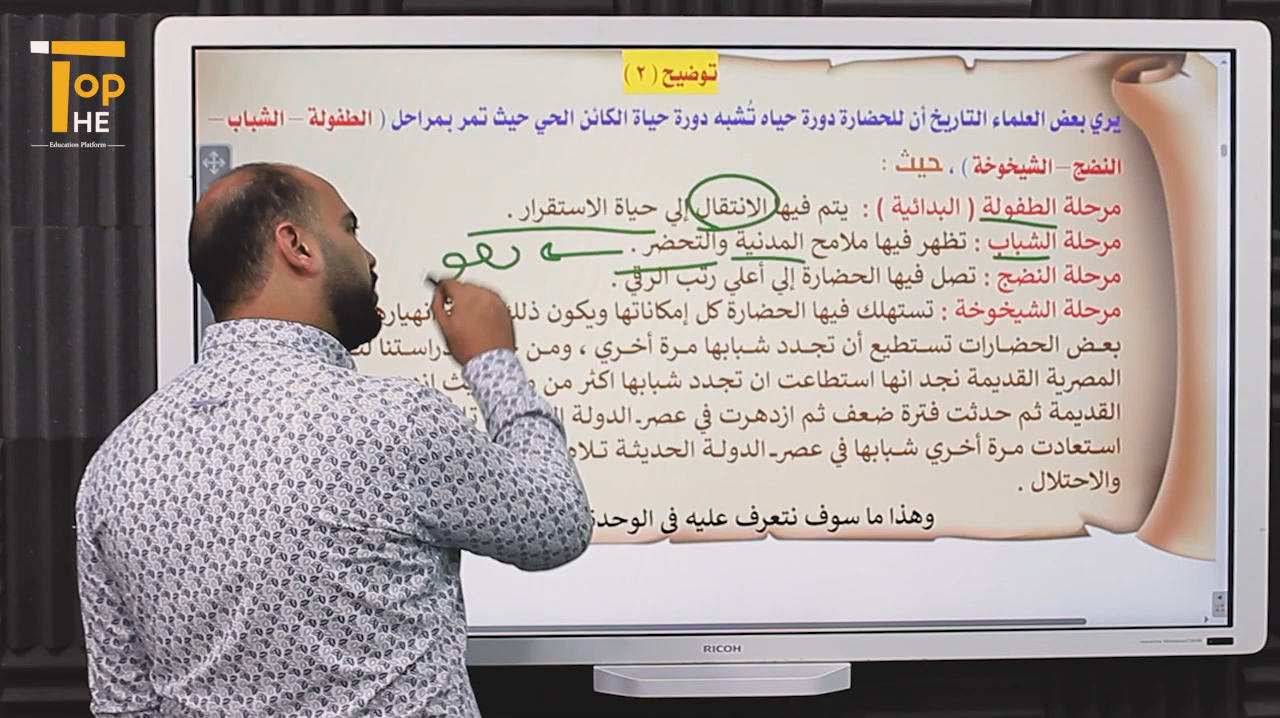 TOP
THE
Education Platform
توضيح ( ٢ )
يري بعض العلماء التاريخ أن للحضارة دورة حياه تُشبه دورة حياة الكائن الحي حيث تمر بمراحل ( الطفولة – الشباب –
النضج – الشيخوخة ) ، حيث :
مرحلة الطفولة ( البدائية ) : يتم فيها الانتقال إلي حياة الاستقرار .
مرحلة الشباب : تظهر فيها ملامح المدنية والتحضر .
مرحلة النضج : تصل فيها الحضارة إلي أعلي رتب الرقي .
مرحلة الشيخوخة : تستهلك فيها الحضارة كل إمكاناتها ويكون ذلك
بعض الحضارات تستطيع أن تجدد شبابها مرة أخري ، ومن
المصرية القديمة نجد انها استطاعت ان تجدد شبابها اكثر من
القديمة ثم حدثت فترة ضعف ثم ازدهرت في عصر الدولة
استعادت مرة أخري شبابها في عصر الدولة الحديثة
والاحتلال .
وهذا ما سوف نتعرف عليه في
RICOH